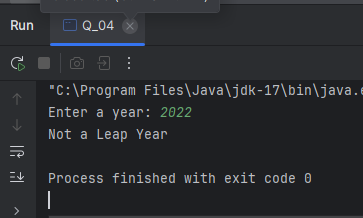 Run
Q_04
"C:\Program Files\Java\jdk-17\bin\java.e
Enter a year: 2022
Not a Leap Year
Process finished with exit code 0